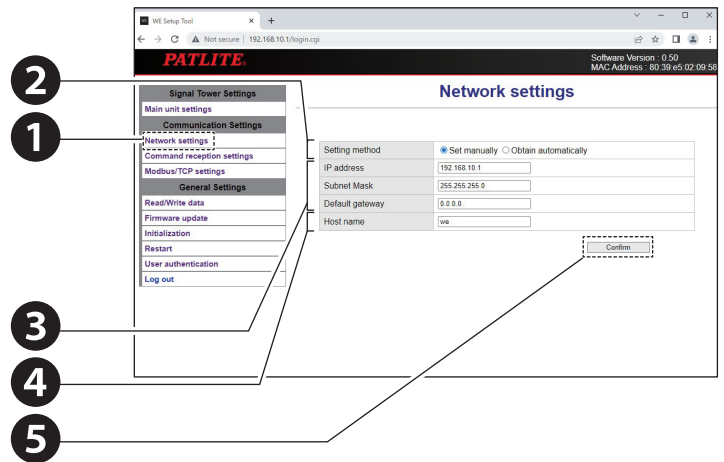 WE Setup Tool
Not secure 192.168.10.1/login.cgi
PATLITE®
Software Version : 0.50
MAC Address : 80:39:e5:02:09:58
2
1
Signal Tower Settings
Main unit settings
Communication Settings
Network settings
Command reception settings
Modbus/TCP settings
General Settings
Read/Write data
Firmware update
Initialization
Restart
User authentication
Log out
Network settings
Setting method Set manually Obtain automatically
IP address 192.168.10.1
Subnet Mask 255.255.255.0
Default gateway 0.0.0.0
Host name we
Confirm
3
4
5